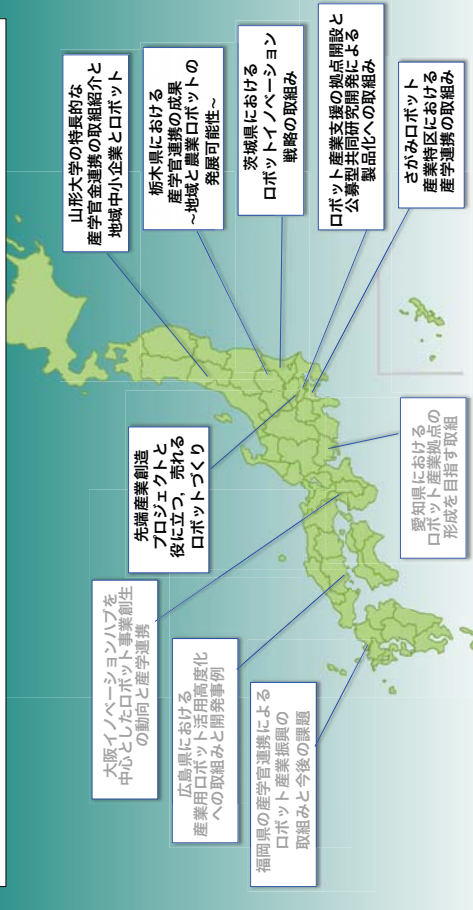 大阪イノベーションハブを
中心としたロボット事業創生
の動向と産学連携
広島県における
産業用ロボット活用高度化
への取組みと開発事例
福岡県の産学官連携による
ロボット産業振興の
取組みと今後の課題
先端産業創造
プロジェクトと
役に立つ，売れる
ロボットづくり
愛知県における
ロボット産業拠点の
形成を目指す取組
山形大学の特長的な
産学官金連携の取組紹介と
地域中小企業とロボット
栃木県における
産学官連携の成果
~地域と農業ロボットの
発展可能性~
茨城県における
ロボットイノベーション
戦略の取組み
ロボット産業支援の拠点開設と
公募型共同研究開発による
製品化への取組み
さがみロボット
産業特区における
産学連携の取組み